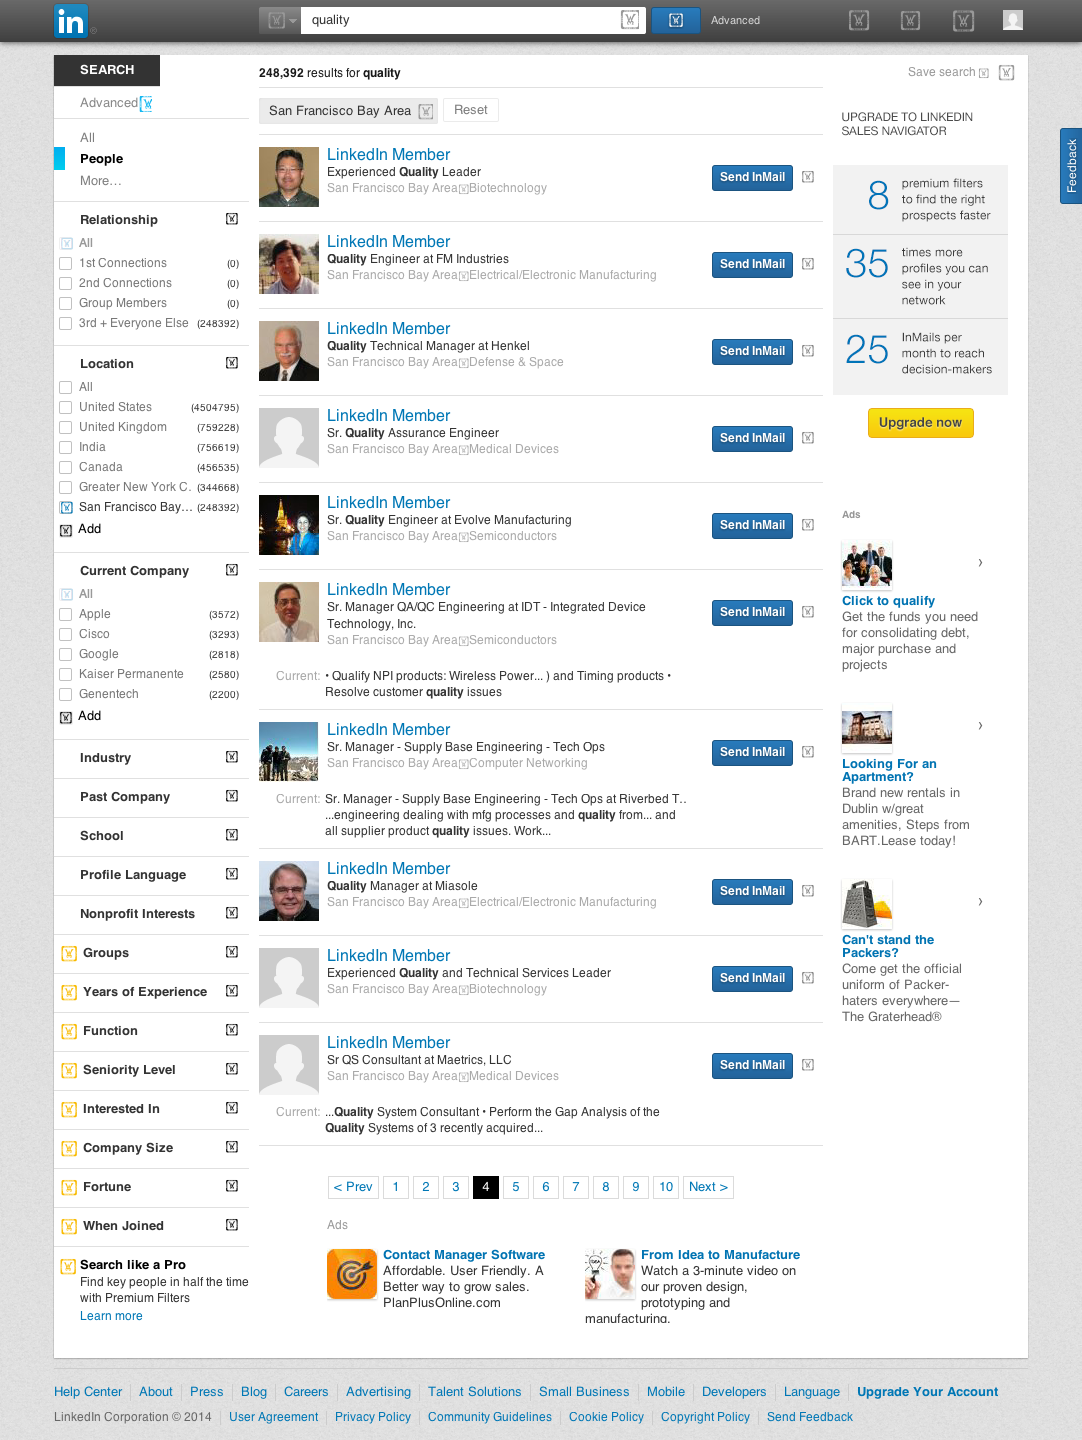 in
quality
Advanced
SEARCH
Advanced
All
People
More...
Relationship
All
1st Connections (0)
2nd Connections (0)
Group Members (0)
3rd + Everyone Else (248392)
Location
All
United States (4504795)
United Kingdom (759228)
India (756619)
Canada (456535)
Greater New York C. (344668)
San Francisco Bay... (248392)
Add
Current Company
All
Apple (3572)
Cisco (3293)
Google (2818)
Kaiser Permanente (2580)
Genentech (2200)
Add
Industry
Past Company
School
Profile Language
Nonprofit Interests
Groups
Years of Experience
Function
Seniority Level
Interested In
Company Size
Fortune
When Joined
Search like a Pro
Find key people in half the time
with Premium Filters
Learn more
248,392 results for quality
Save search
San Francisco Bay Area
Reset
LinkedIn Member
Experienced Quality Leader
San Francisco Bay Area Biotechnology
Send InMail
LinkedIn Member
Quality Engineer at FM Industries
San Francisco Bay Area Electrical/Electronic Manufacturing
Send InMail
LinkedIn Member
Quality Technical Manager at Henkel
San Francisco Bay Area Defense & Space
Send InMail
LinkedIn Member
Sr. Quality Assurance Engineer
San Francisco Bay Area Medical Devices
Send InMail
LinkedIn Member
Sr. Quality Engineer at Evolve Manufacturing
San Francisco Bay Area Semiconductors
Send InMail
LinkedIn Member
Sr. Manager QA/QC Engineering at IDT - Integrated Device
Technology, Inc.
San Francisco Bay Area Semiconductors
Send InMail
Current: • Qualify NPI products: Wireless Power... ) and Timing products •
Resolve customer quality issues
LinkedIn Member
Sr. Manager - Supply Base Engineering - Tech Ops
San Francisco Bay Area Computer Networking
Send InMail
Current: Sr. Manager - Supply Base Engineering - Tech Ops at Riverbed T..
...engineering dealing with mfg processes and quality from... and
all supplier product quality issues. Work...
LinkedIn Member
Quality Manager at Miasole
San Francisco Bay Area Electrical/Electronic Manufacturing
Send InMail
LinkedIn Member
Experienced Quality and Technical Services Leader
San Francisco Bay Area Biotechnology
Send InMail
LinkedIn Member
Sr QS Consultant at Maetrics, LLC
San Francisco Bay Area Medical Devices
Send InMail
Current: ...Quality System Consultant • Perform the Gap Analysis of the
Quality Systems of 3 recently acquired...
< Prev 1 2 3 4 5 6 7 8 9 10 Next >
Ads
Contact Manager Software
Affordable. User Friendly. A
Better way to grow sales.
PlanPlusOnline.com
From Idea to Manufacture
Watch a 3-minute video on
our proven design,
prototyping and
manufacturing.
UPGRADE TO LINKEDIN
SALES NAVIGATOR
8 premium filters
to find the right
prospects faster
35 times more
profiles you can
see in your
network
25 InMails per
month to reach
decision-makers
Upgrade now
Feedback
Ads
Click to qualify
Get the funds you need
for consolidating debt,
major purchase and
projects
Looking For an
Apartment?
Brand new rentals in
Dublin w/great
amenities, Steps from
BART.Lease today!
Can't stand the
Packers?
Come get the official
uniform of Packer-
haters everywhere—
The Graterhead®
Help Center About Press Blog Careers Advertising Talent Solutions Small Business Mobile Developers Language Upgrade Your Account
LinkedIn Corporation © 2014 User Agreement Privacy Policy Community Guidelines Cookie Policy Copyright Policy Send Feedback